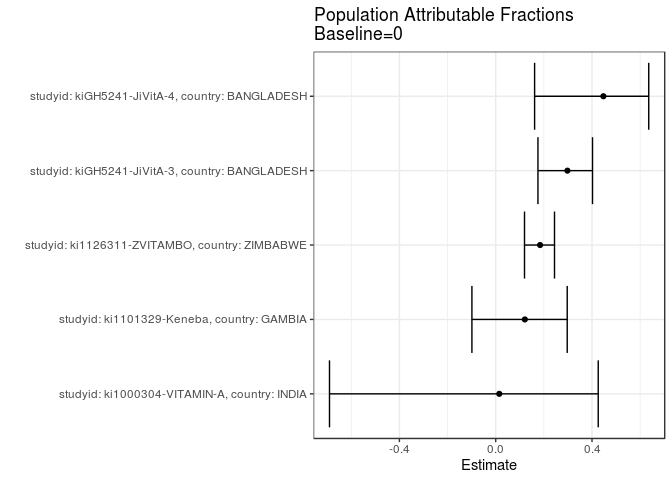 Population Attributable Fractions
Baseline=0
studyid: kiGH5241-JiVitA-4, country: BANGLADESH
studyid: kiGH5241-JiVitA-3, country: BANGLADESH
studyid: ki1126311-ZVITAMBO, country: ZIMBABWE
studyid: ki1101329-Keneba, country: GAMBIA
studyid: ki1000304-VITAMIN-A, country: INDIA
-0.4 0.0 0.4
Estimate